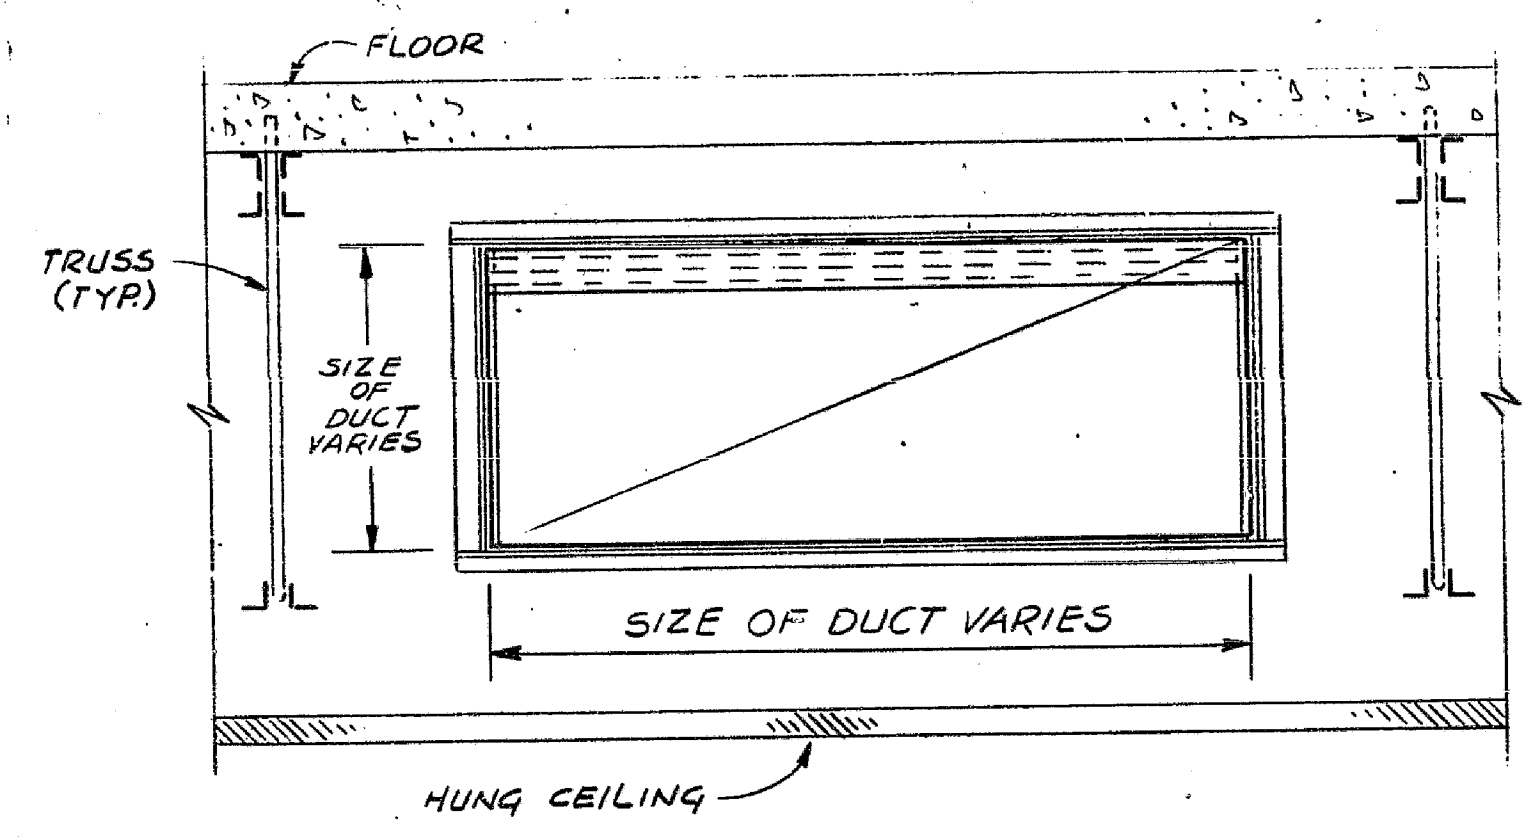 FLOOR
TRUSS
(TYP.)
SIZE
OF
DUCT
VARIES
SIZE OF DUCT VARIES
HUNG CEILING